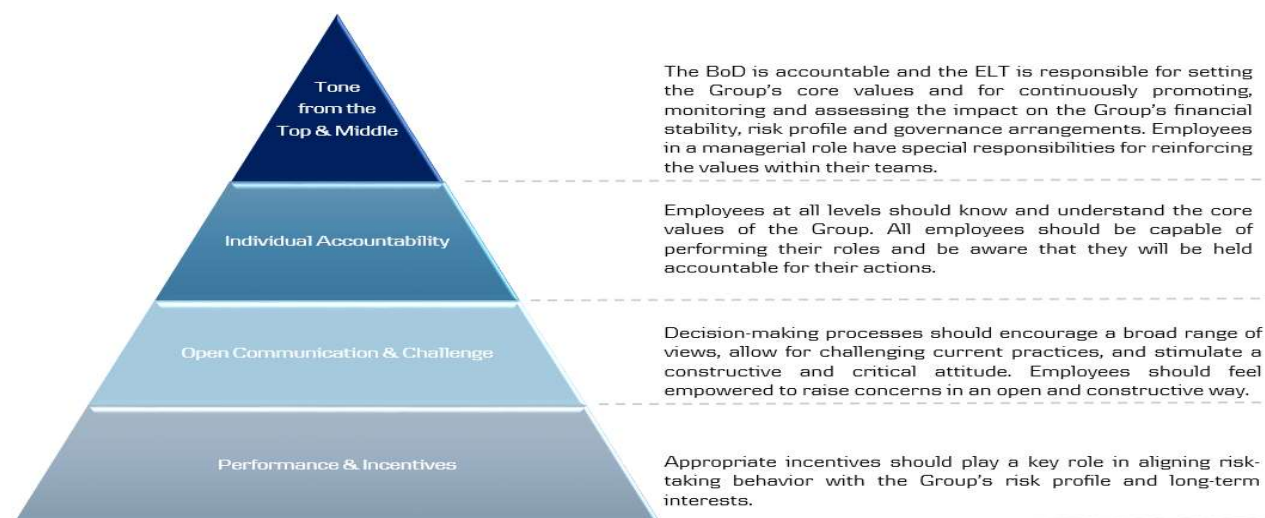 Tone
from the
Top & Middle
The BoD is accountable and the ELT is responsible for setting
the Group's core values and for continuously promoting,
monitoring and assessing the impact on the Group's financial
stability, risk profile and governance arrangements. Employees
in a managerial role have special responsibilities for reinforcing
the values within their teams.
Individual Accountability
Employees at all levels should know and understand the core
values of the Group. All employees should be capable of
performing their roles and be aware that they will be held
accountable for their actions.
Open Communication & Challenge
Decision-making processes should encourage a broad range of
views, allow for challenging current practices, and stimulate a
constructive and critical attitude. Employees should feel
empowered to raise concerns in an open and constructive way.
Performance & Incentives
Appropriate incentives should play a key role in aligning risk-
taking behavior with the Group's risk profile and long-term
interests.